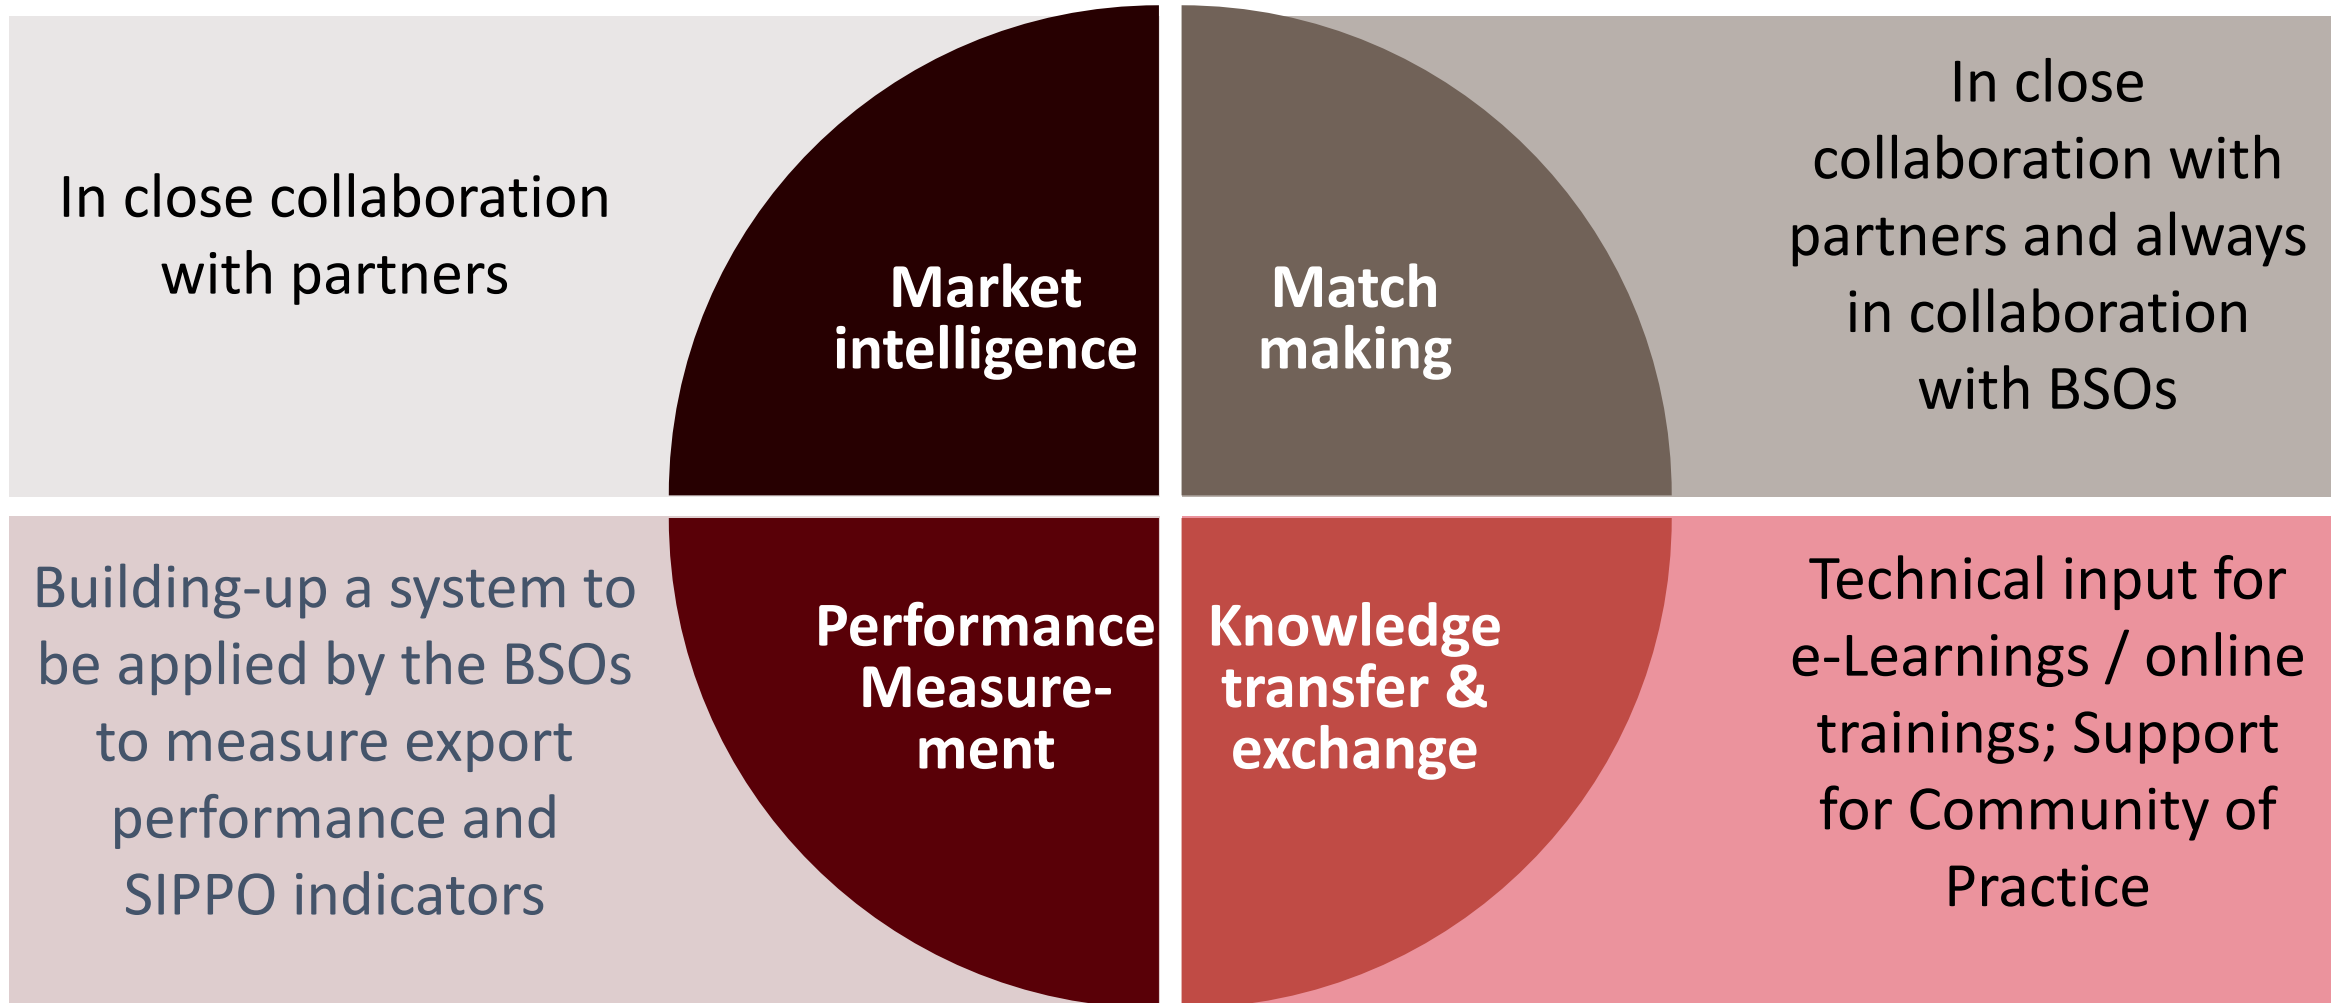 In close collaboration
with partners
Market
intelligence
Match
making
In close
collaboration with
partners and always
in collaboration
with BSOs
Building-up a system to
be applied by the BSOs
to measure export
performance and
SIPPO indicators
Performance
Measure-
ment
Knowledge
transfer &
exchange
Technical input for
e-Learnings / online
trainings; Support
for Community of
Practice